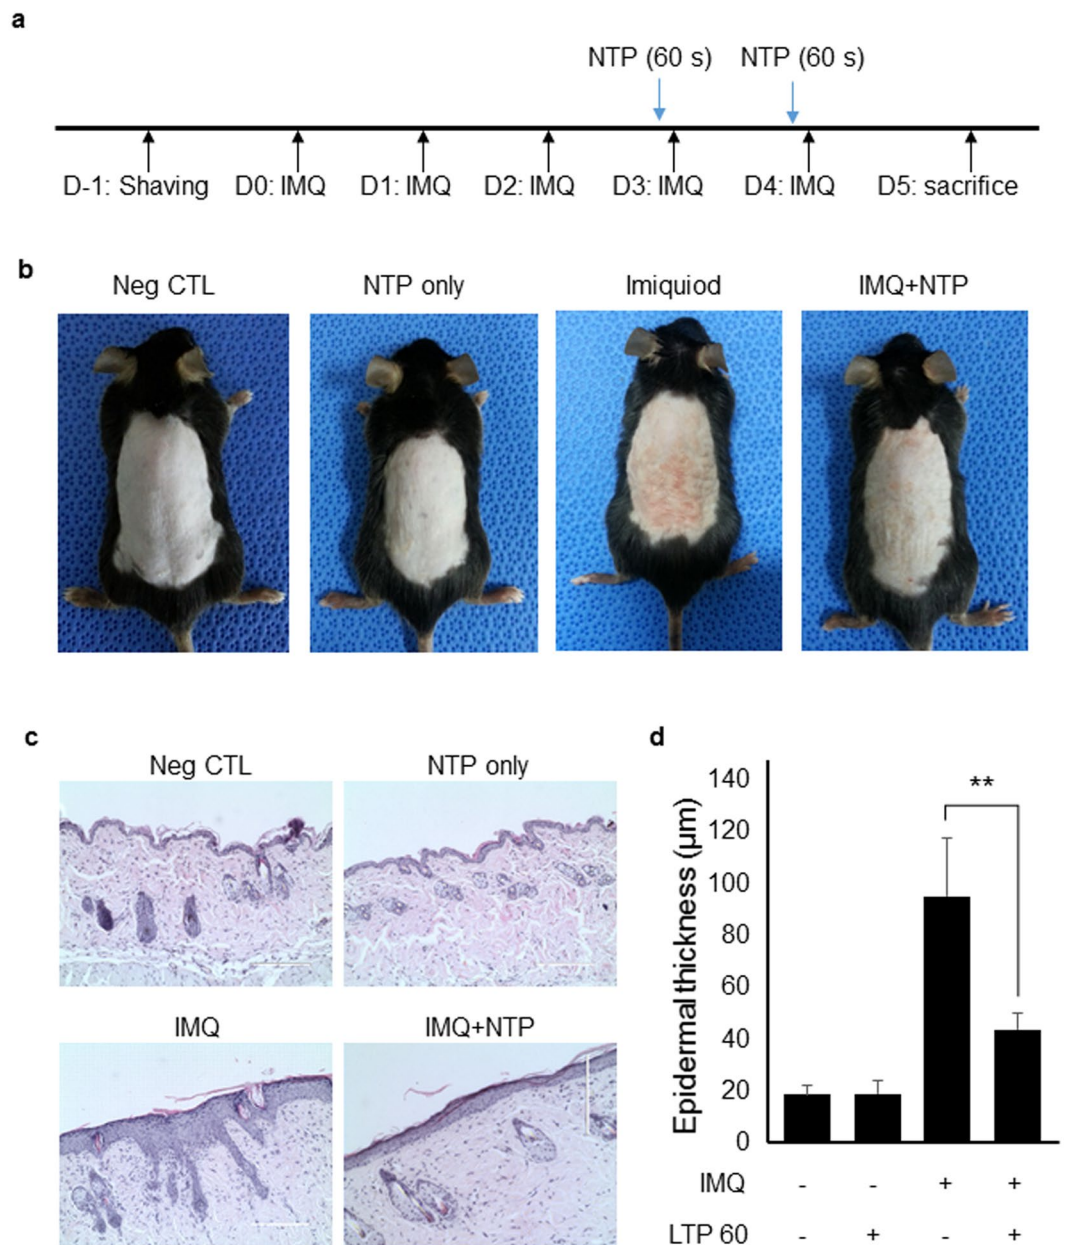 a
NTP (60 s) NTP (60 s)
D-1: Shaving D0: IMQ D1: IMQ D2: IMQ D3: IMQ D4: IMQ D5: sacrifice
b
Neg CTL NTP only Imiquiod IMQ+NTP
c
Neg CTL NTP only
IMQ IMQ+NTP
d
**
Epidermal thickness (µm)
140
120
100
80
60
40
20
0
IMQ - - + +
LTP 60 - + - +